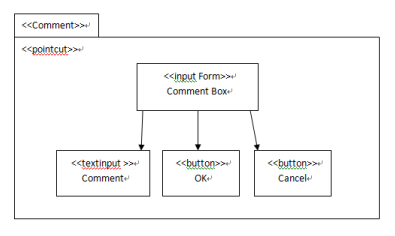 <<Comment>>
<<pointcut>>
<<input Form>>
Comment Box
<<textinput >>
Comment
<<button>>
OK
<<button>>
Cancel